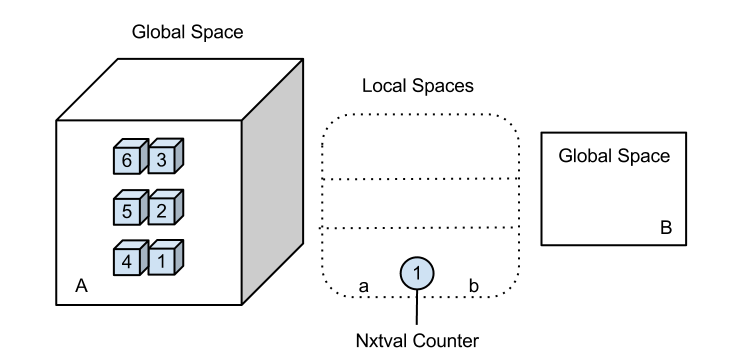 Global Space
6 3
5 2
4 1
A
Local Spaces
1
a b
Nxtval Counter
Global Space
B